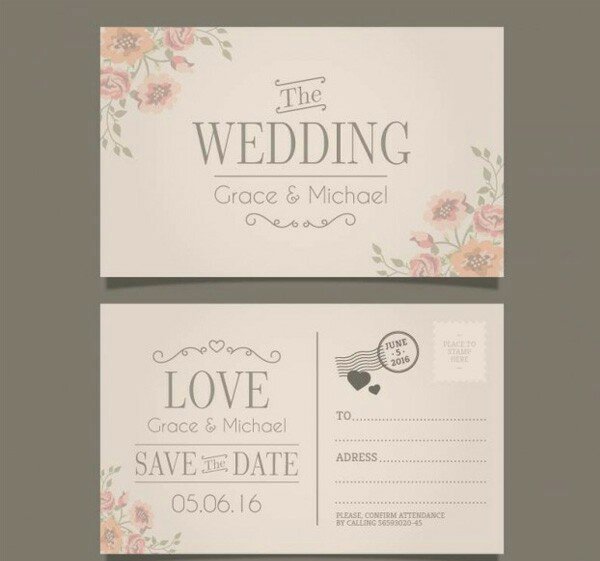 The
WEDDING
Grace & Michael
LOVE
Grace & Michael
SAVE The DATE
05.06.16
JUNE
- 5 -
2016
PLACE TO
STAMP
HERE
TO
ADRESS
PLEASE, CONFIRM ATTENDANCE
BY CALLING 56593020-45